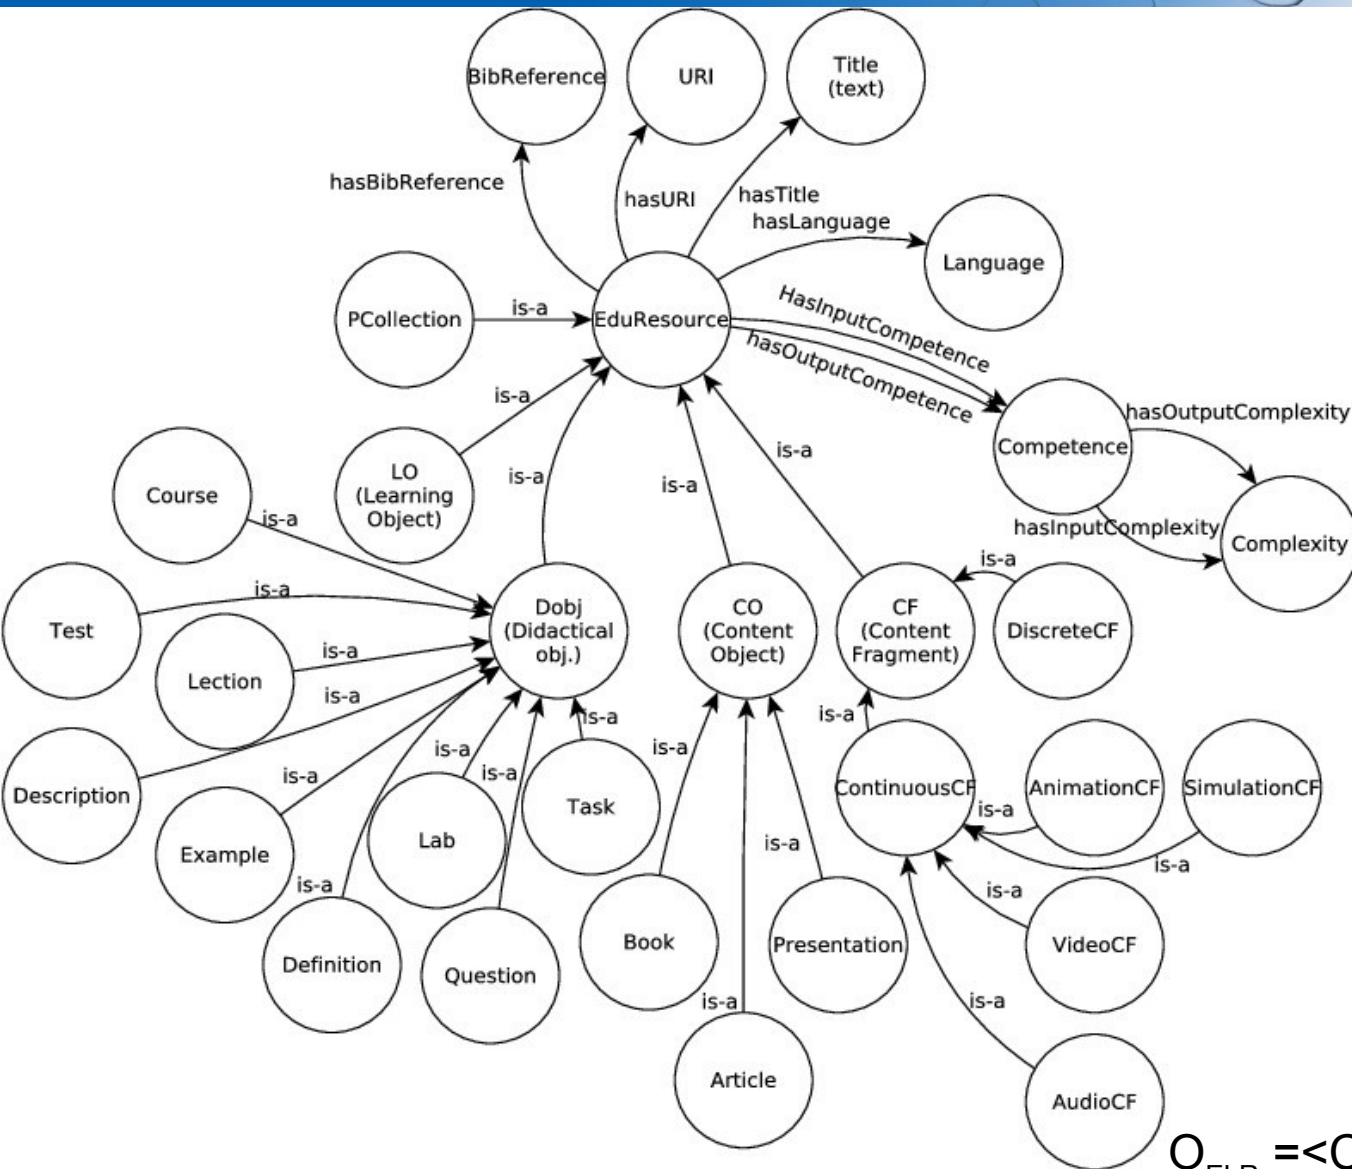 BibReference
URI
Title
(text)
hasBibReference
hasURI
hasTitle
hasLanguage
Language
PCollection
is-a
EduResource
HasInputCompetence
hasOutputCompetence
is-a
LO
(Learning
Object)
is-a
is-a
is-a
Competence
hasOutputComplexity
hasInputComplexity
Complexity
Course
is-a
Test
is-a
Lection
is-a
Dobj
(Didactical
obj.)
CO
(Content
Object)
CF
(Content
Fragment)
is-a
DiscreteCF
Description
is-a
Example
is-a
Definition
is-a
Lab
is-a
Question
is-a
Task
is-a
is-a
Book
is-a
Article
is-a
Presentation
is-a
ContinuousCF
AnimationCF
is-a
SimulationCF
is-a
VideoCF
is-a
AudioCF
is-a
O =<